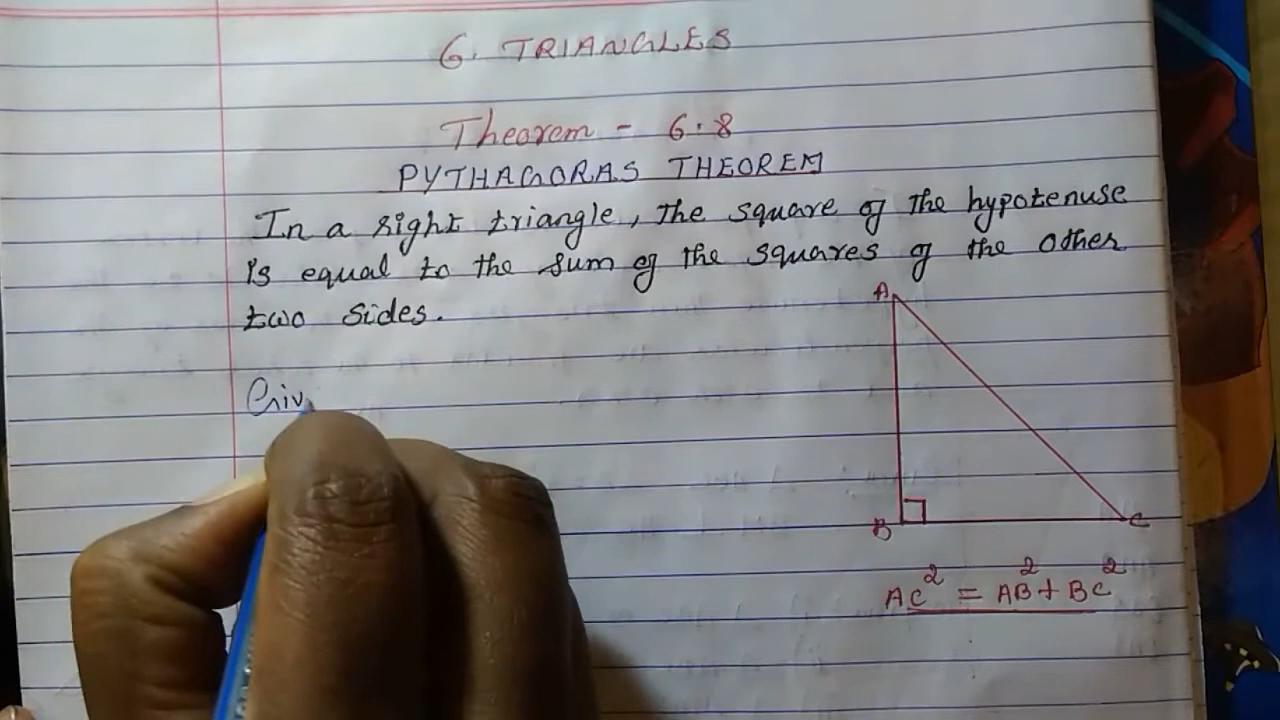 6. TRIANGLES
Theorem - 6.8
PYTHAGORAS THEOREM
In a right triangle, the square of the hypotenuse
is equal to the sum of the squares of the other
two sides.
A
Giv
B
C
AC² = AB² + BC²